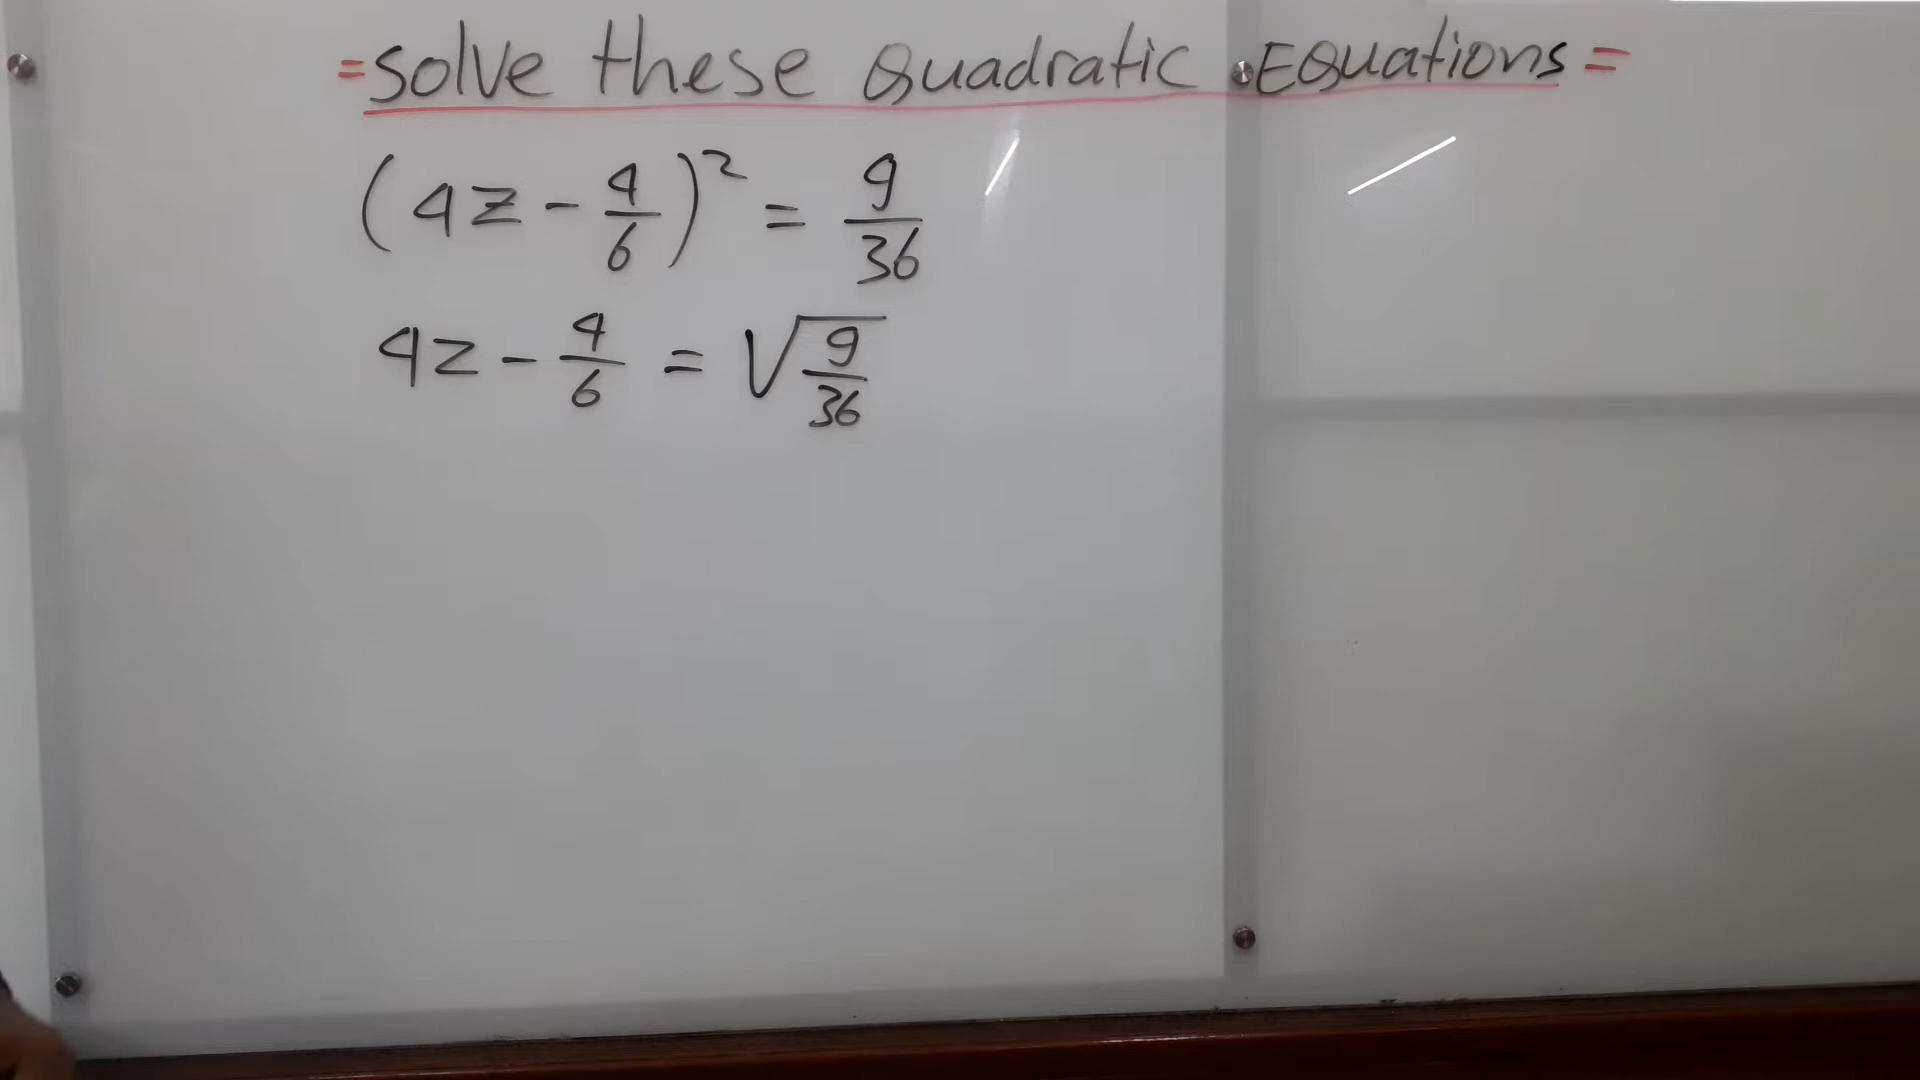 =Solve these Quadratic Equations=
(4z - 4/6)² = 9/36
4z - 4/6 = √9/36